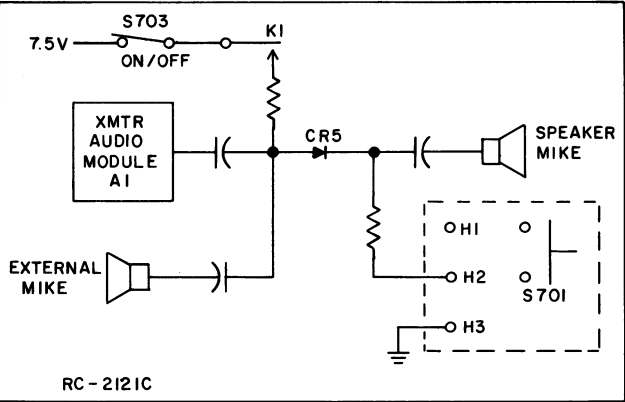 S703
K1
7.5V
ON/OFF
XMTR
AUDIO
MODULE
A1
CR5
SPEAKER
MIKE
EXTERNAL
MIKE
H1
H2
S701
H3
RC-2121C